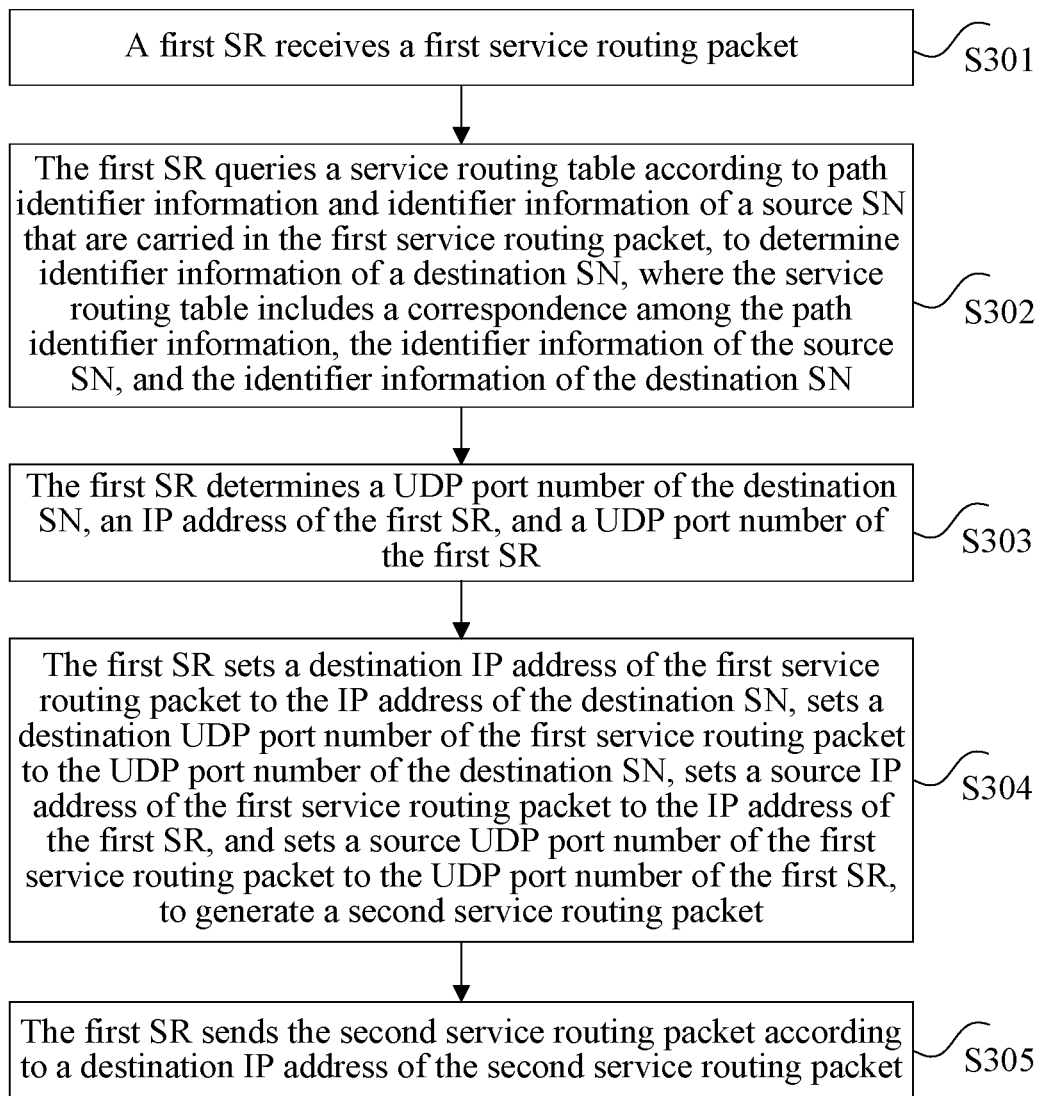 A first SR receives a first service routing packet
S301
The first SR queries a service routing table according to path
identifier information and identifier information of a source SN
that are carried in the first service routing packet, to determine
identifier information of a destination SN, where the service
routing table includes a correspondence among the path
identifier information, the identifier information of the source
SN, and the identifier information of the destination SN
S302
The first SR determines a UDP port number of the destination
SN, an IP address of the first SR, and a UDP port number of
the first SR
S303
The first SR sets a destination IP address of the first service
routing packet to the IP address of the destination SN, sets a
destination UDP port number of the first service routing packet
to the UDP port number of the destination SN, sets a source IP
address of the first service routing packet to the IP address of
the first SR, and sets a source UDP port number of the first
service routing packet to the UDP port number of the first SR,
to generate a second service routing packet
S304
The first SR sends the second service routing packet according
to a destination IP address of the second service routing packet
S305